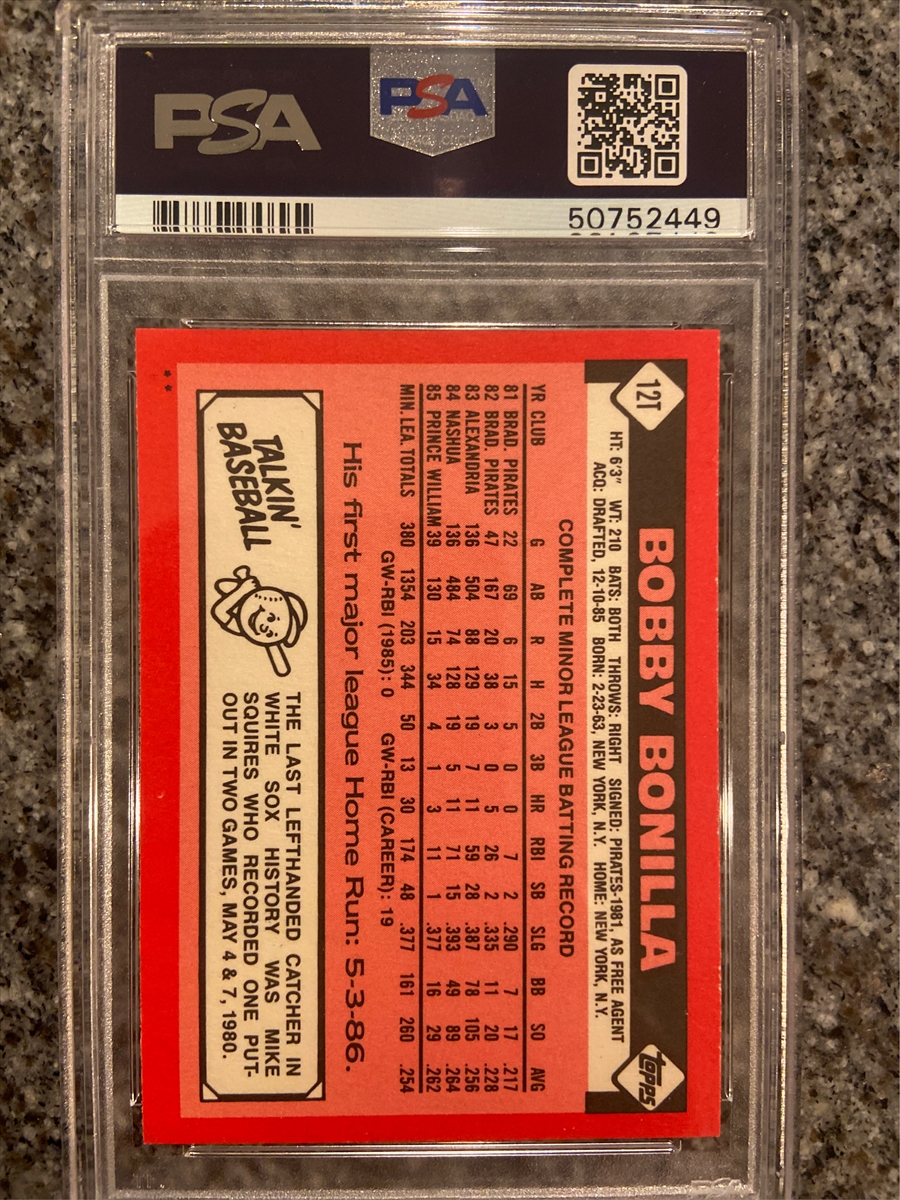 PSA
PSA
50752449
12T
BOBBY BONILLA
topps
HT: 6'3" WT: 210 BATS: BOTH THROWS: RIGHT SIGNED: PIRATES-1981, AS FREE AGENT
ACQ: DRAFTED, 12-10-85 BORN: 2-23-63, NEW YORK, N.Y. HOME: NEW YORK, N.Y.
COMPLETE MINOR LEAGUE BATTING RECORD
YR CLUB G AB R H 2B 3B HR RBI SB SLG BB SO AVG
81 BRAD. PIRATES 22 69 6 15 5 0 0 7 2 .290 7 17 .217
82 BRAD. PIRATES 47 167 20 38 3 0 5 26 2 .335 11 20 .228
83 ALEXANDRIA 136 504 88 129 19 7 11 59 28 .387 78 105 .256
84 NASHUA 136 484 74 128 19 5 11 71 15 .393 49 89 .264
85 PRINCE WILLIAM 39 130 15 34 4 1 3 11 1 .377 16 29 .262
MIN. LEA. TOTALS 380 1354 203 344 50 13 30 174 48 .377 161 260 .254
GW-RBI (1985): 0 GW-RBI (CAREER): 19
His first major league Home Run: 5-3-86.
TALKIN'
BASEBALL
THE LAST LEFTHANDED CATCHER IN
WHITE SOX HISTORY WAS MIKE
SQUIRES WHO RECORDED ONE PUT-
OUT IN TWO GAMES, MAY 4 & 7, 1980.
**